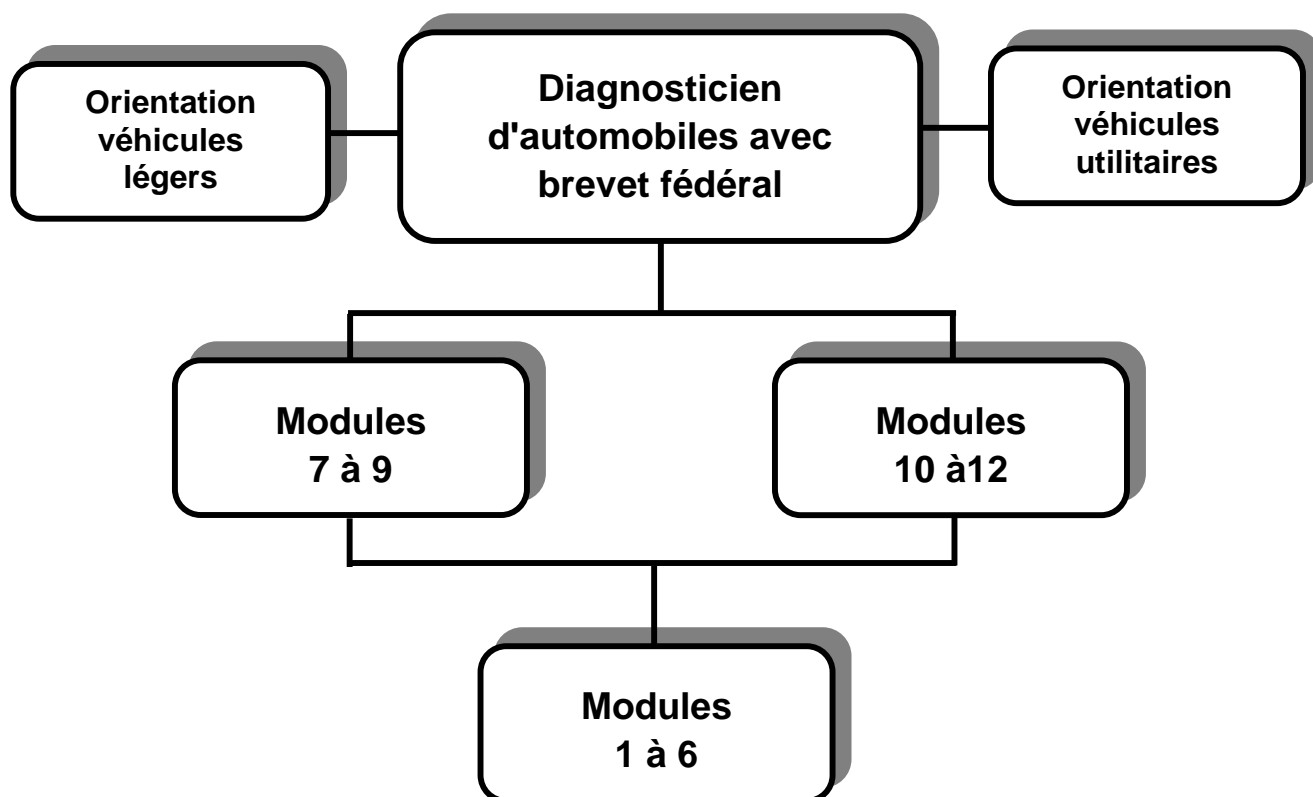 Orientation
véhicules
légers
Diagnosticien
d'automobiles avec
brevet fédéral
Orientation
véhicules
utilitaires
Modules
7 à 9
Modules
10 à12
Modules
1 à 6